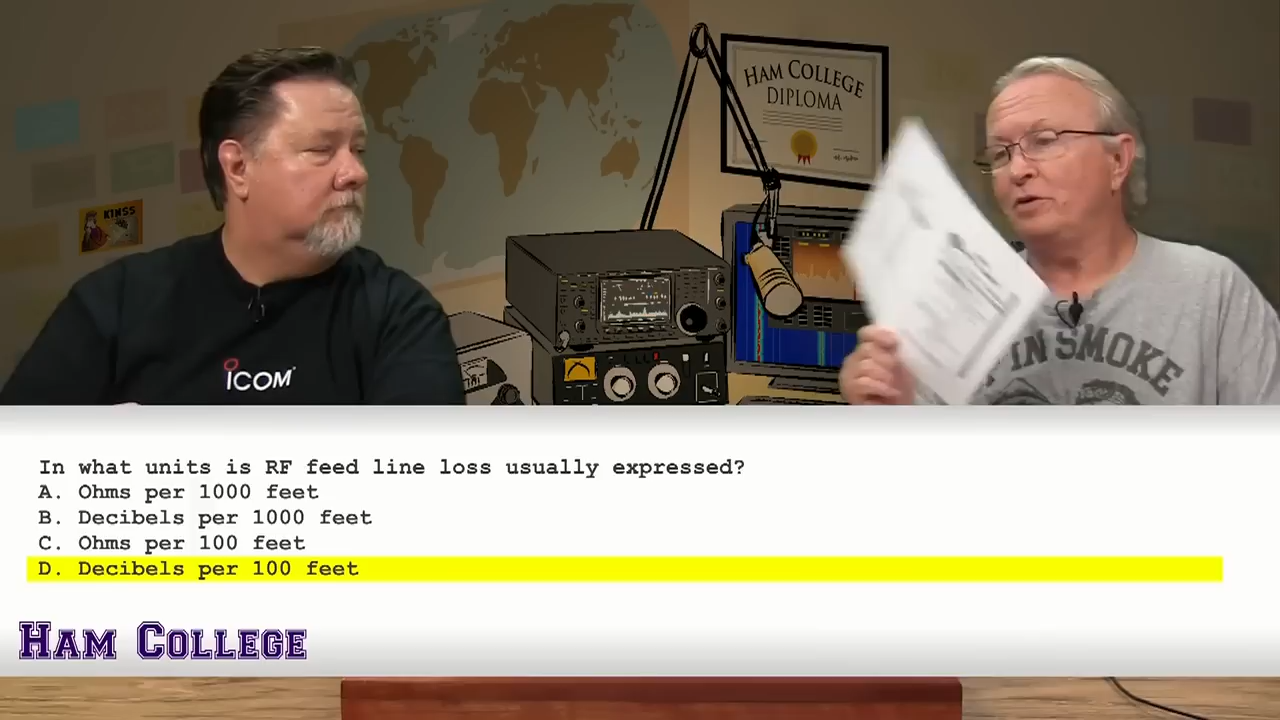 HAM COLLEGE
DIPLOMA
K1NSS
ICOM
IN SMOKE
In what units is RF feed line loss usually expressed?
A. Ohms per 1000 feet
B. Decibels per 1000 feet
C. Ohms per 100 feet
D. Decibels per 100 feet
HAM COLLEGE